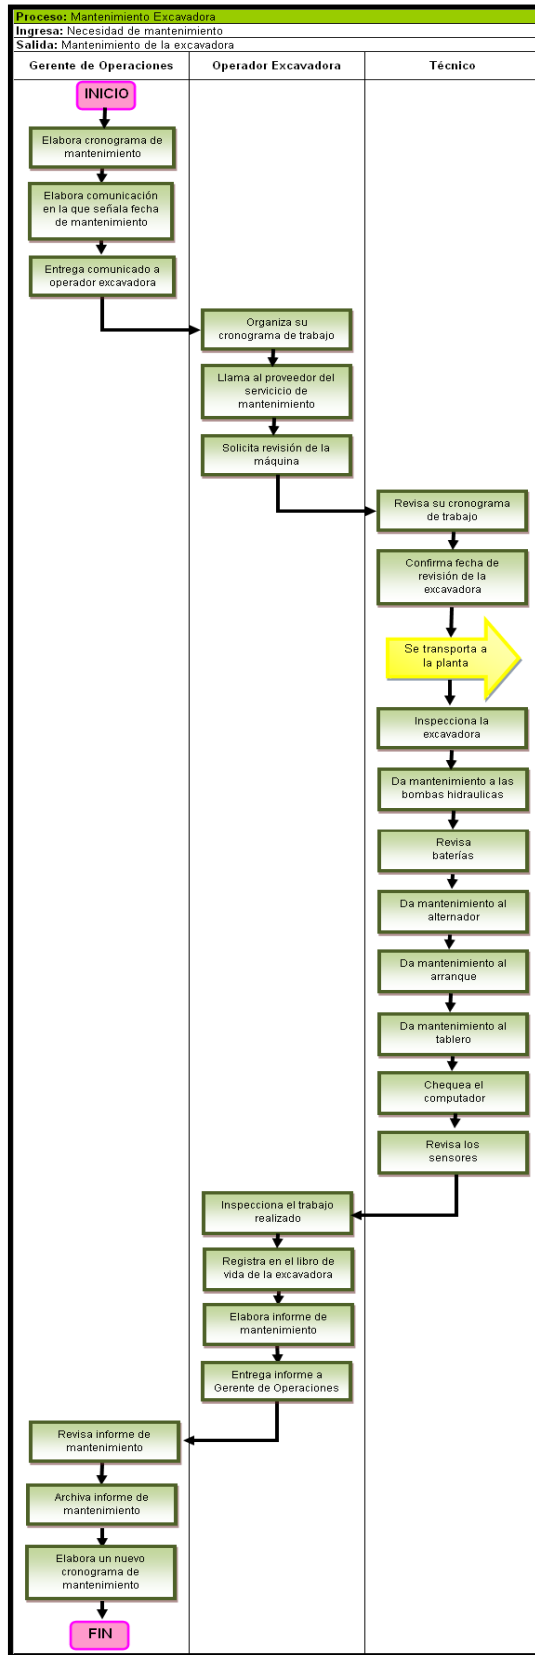 Proceso: Mantenimiento Excavadora
Ingresa: Necesidad de mantenimiento
Salida: Mantenimiento de la excavadora
Gerente de Operaciones
Operador Excavadora
Técnico
INICIO
Elabora cronograma de
mantenimiento
Elabora comunicación
en la que señala fecha
de mantenimiento
Entrega comunicado a
operador excavadora
Organiza su
cronograma de trabajo
Llama al proveedor del
servicicio de
mantenimiento
Solicita revisión de la
máquina
Revisa su cronograma
de trabajo
Confirma fecha de
revisión de la
excavadora
Se transporta a
la planta
Inspecciona la
excavadora
Da mantenimiento a las
bombas hidraulicas
Revisa
baterías
Da mantenimiento al
alternador
Da mantenimiento al
arranque
Da mantenimiento al
tablero
Chequea el
computador
Revisa los
sensores
Inspecciona el trabajo
realizado
Registra en el libro de
vida de la excavadora
Elabora informe de
mantenimiento
Entrega informe a
Gerente de Operaciones
Revisa informe de
mantenimiento
Archiva informe de
mantenimiento
Elabora un nuevo
cronograma de
mantenimiento
FIN